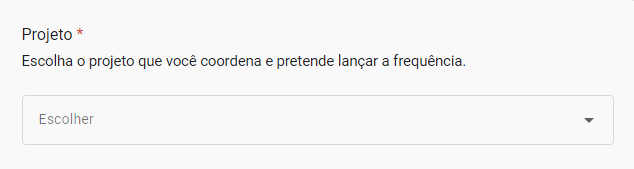 Projeto *
Escolha o projeto que você coordena e pretende lançar a frequência.
Escolher